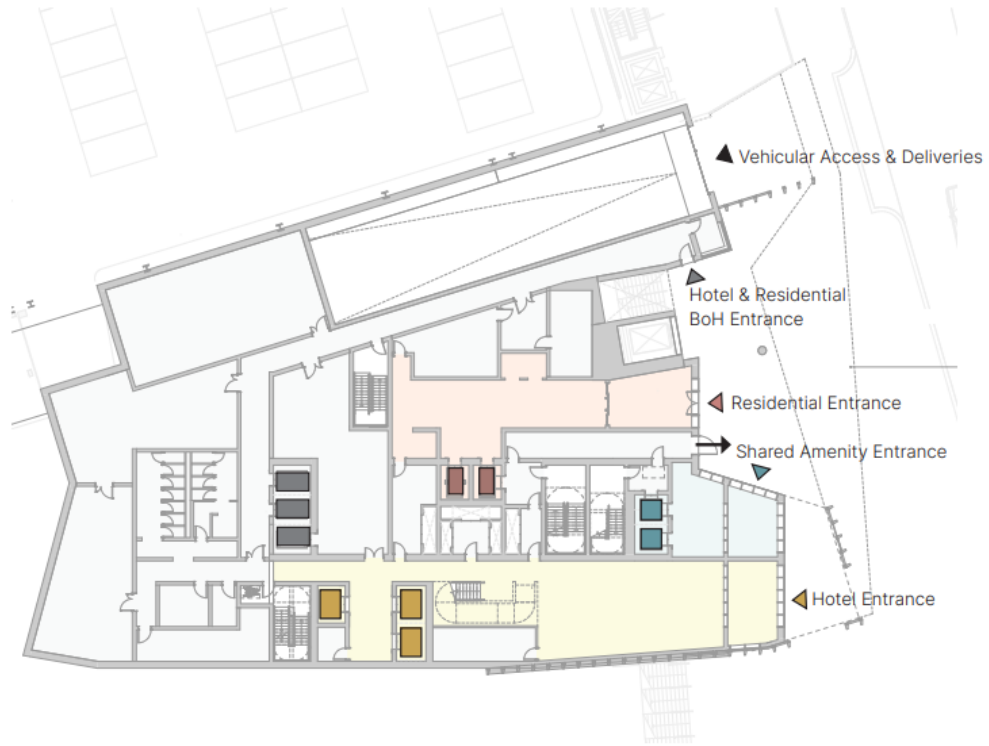 Vehicular Access & Deliveries
Hotel & Residential
BoH Entrance
Residential Entrance
Shared Amenity Entrance
Hotel Entrance